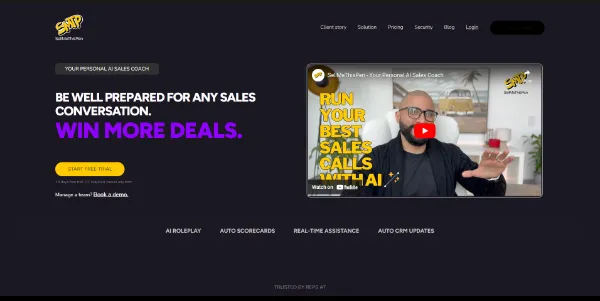 SMTP
SellMeThisPen
Client story
Solution
Pricing
Security
Blog
Login
YOUR PERSONAL AI SALES COACH
BE WELL PREPARED FOR ANY SALES
CONVERSATION.
WIN MORE DEALS.
START FREE TRIAL
Manage a team? Book a demo.
SMTP
Sell Me This Pen - Your Personal AI Sales Coach
SMTP
SellMeThisPen
RUN
YOUR
BEST
SALES
CALLS
WITH AI
Watch on YouTube
AI ROLEPLAY
AUTO SCORECARDS
REAL-TIME ASSISTANCE
AUTO CRM UPDATES
TRUSTED BY REPS AT